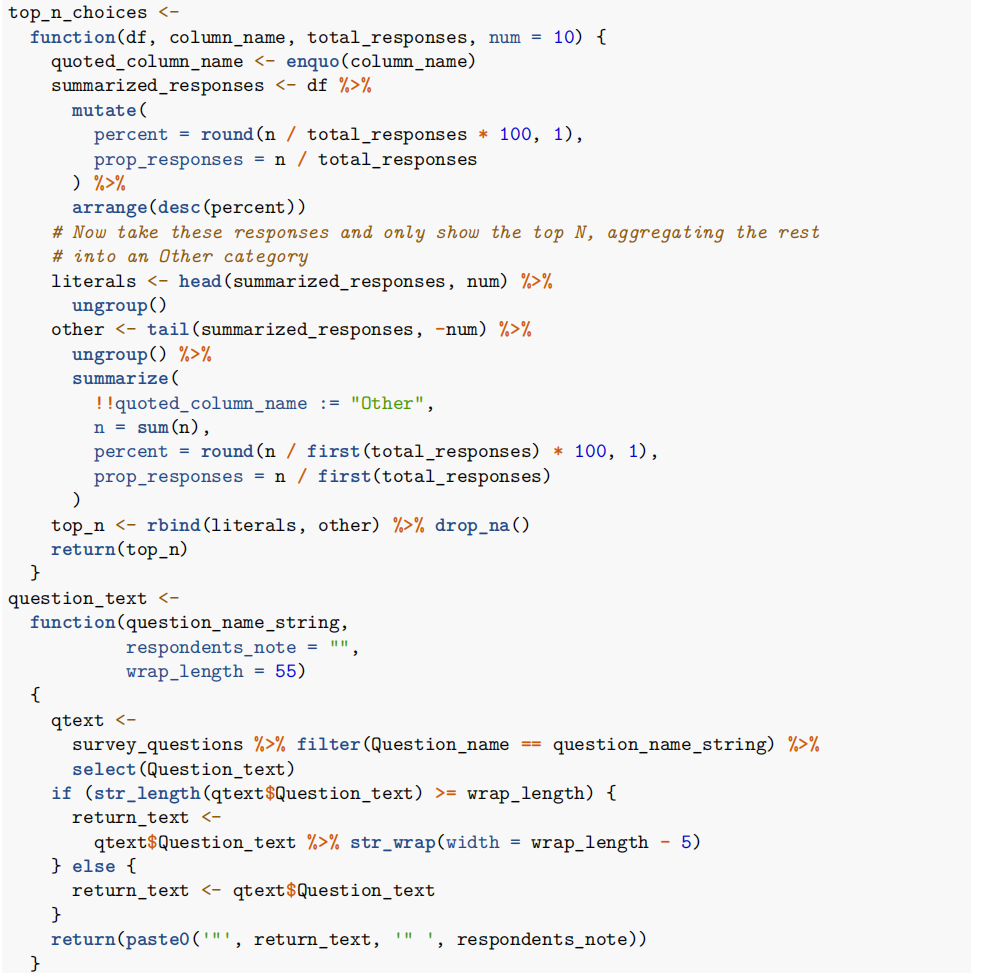 top_n_choices <-
  function(df, column_name, total_responses, num = 10) {
    quoted_column_name <- enquo(column_name)
    summarized_responses <- df %>%
      mutate(
        percent = round(n / total_responses * 100, 1),
        prop_responses = n / total_responses
      ) %>%
      arrange(desc(percent))
    # Now take these responses and only show the top N, aggregating the rest
    # into an Other category
    literals <- head(summarized_responses, num) %>%
      ungroup()
    other <- tail(summarized_responses, -num) %>%
      ungroup() %>%
      summarize(
        !!quoted_column_name := "Other",
        n = sum(n),
        percent = round(n / first(total_responses) * 100, 1),
        prop_responses = n / first(total_responses)
      )
    top_n <- rbind(literals, other) %>% drop_na()
    return(top_n)
  }
question_text <-
  function(question_name_string,
           respondents_note = "",
           wrap_length = 55)
  {
    qtext <-
      survey_questions %>% filter(Question_name == question_name_string) %>%
      select(Question_text)
    if (str_length(qtext$Question_text) >= wrap_length) {
      return_text <-
        qtext$Question_text %>% str_wrap(width = wrap_length - 5)
    } else {
      return_text <- qtext$Question_text
    }
    return(paste0('"', return_text, '" ', respondents_note))
  }